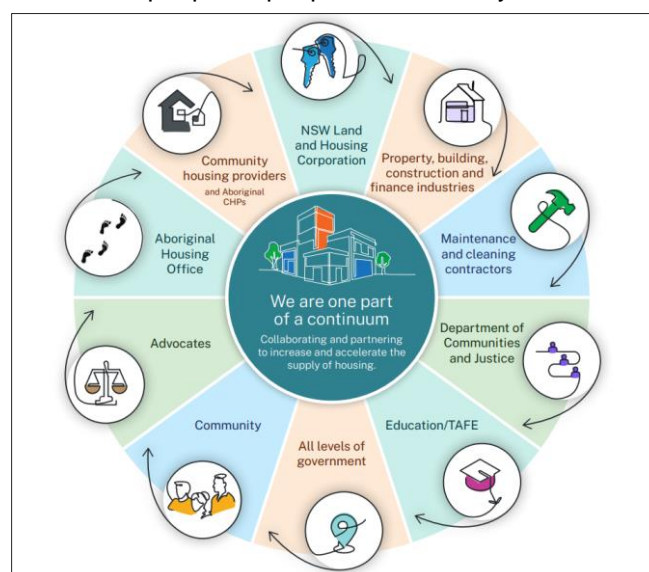 NSW Land
and Housing
Corporation
Property, building,
construction and
finance industries
Maintenance
and cleaning
contractors
Department of
Communities
and Justice
Education/TAFE
All levels of
government
Community
Advocates
Aboriginal
Housing
Office
Community
housing providers
and Aboriginal
CHPs
We are one part
of a continuum
Collaborating and partnering
to increase and accelerate the
supply of housing.